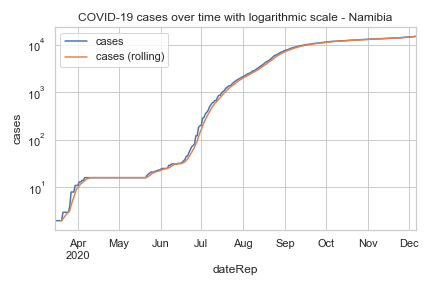 COVID-19 cases over time with logarithmic scale - Namibia
cases
cases (rolling)
10⁴
10³
10²
10¹
cases
Apr
2020
May
Jun
Jul
Aug
Sep
Oct
Nov
Dec
dateRep